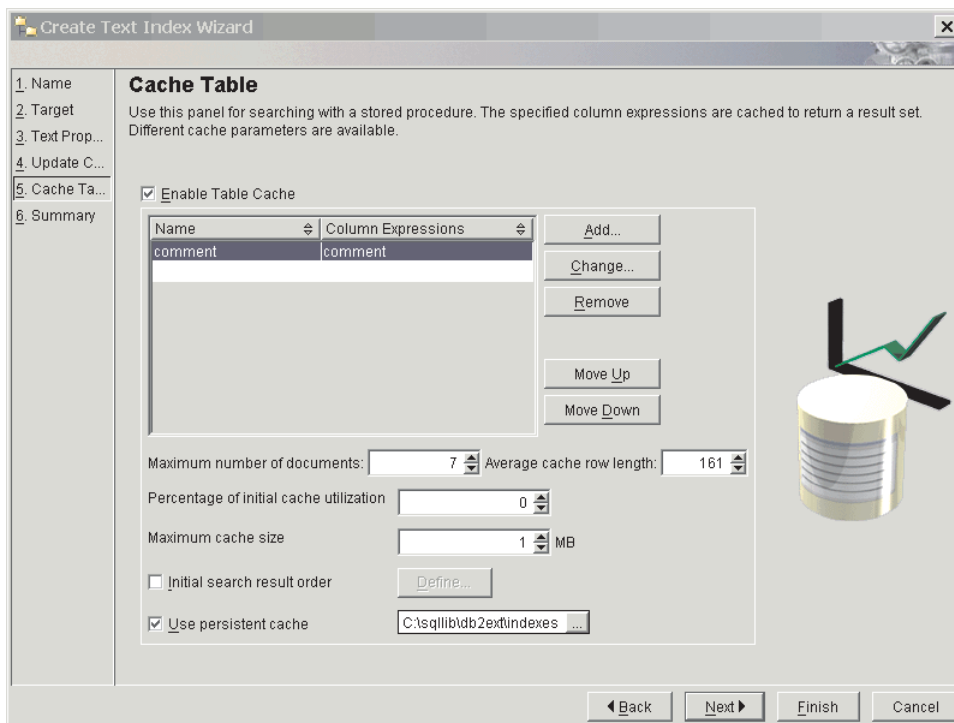 Create Text Index Wizard
1. Name
2. Target
3. Text Prop...
4. Update C...
5. Cache Ta...
6. Summary
Cache Table
Use this panel for searching with a stored procedure. The specified column expressions are cached to return a result set.
Different cache parameters are available.
Enable Table Cache
Name Column Expressions
comment comment
Add...
Change...
Remove
Move Up
Move Down
Maximum number of documents: 7 Average cache row length: 161
Percentage of initial cache utilization 0
Maximum cache size 1 MB
Initial search result order Define...
Use persistent cache C:\sqllib\db2ext\indexes ...
Back Next Finish Cancel